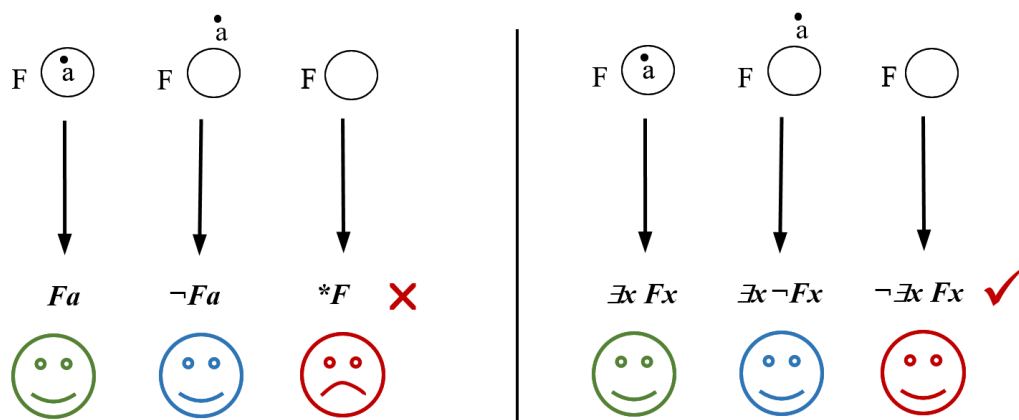 a a
F a F F F a F F
Fa ¬Fa *F ∃x Fx ∃x ¬Fx ¬∃x Fx